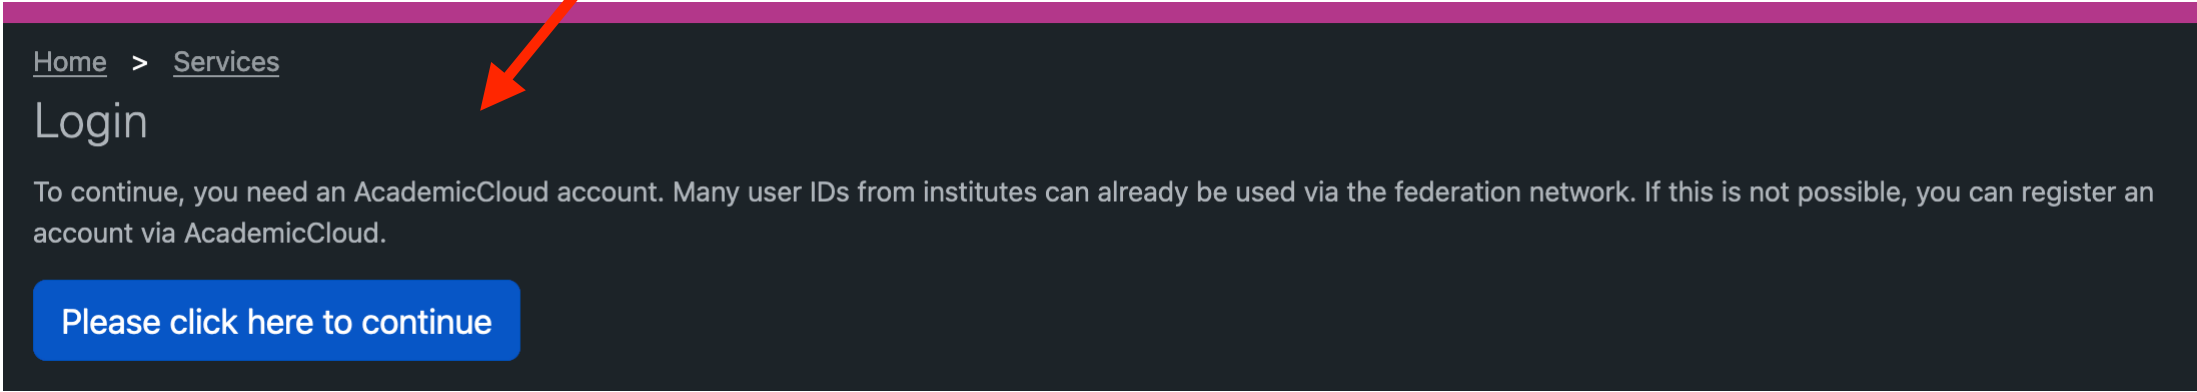 Home > Services
Login
To continue, you need an AcademicCloud account. Many user IDs from institutes can already be used via the federation network. If this is not possible, you can register an
account via AcademicCloud.
Please click here to continue